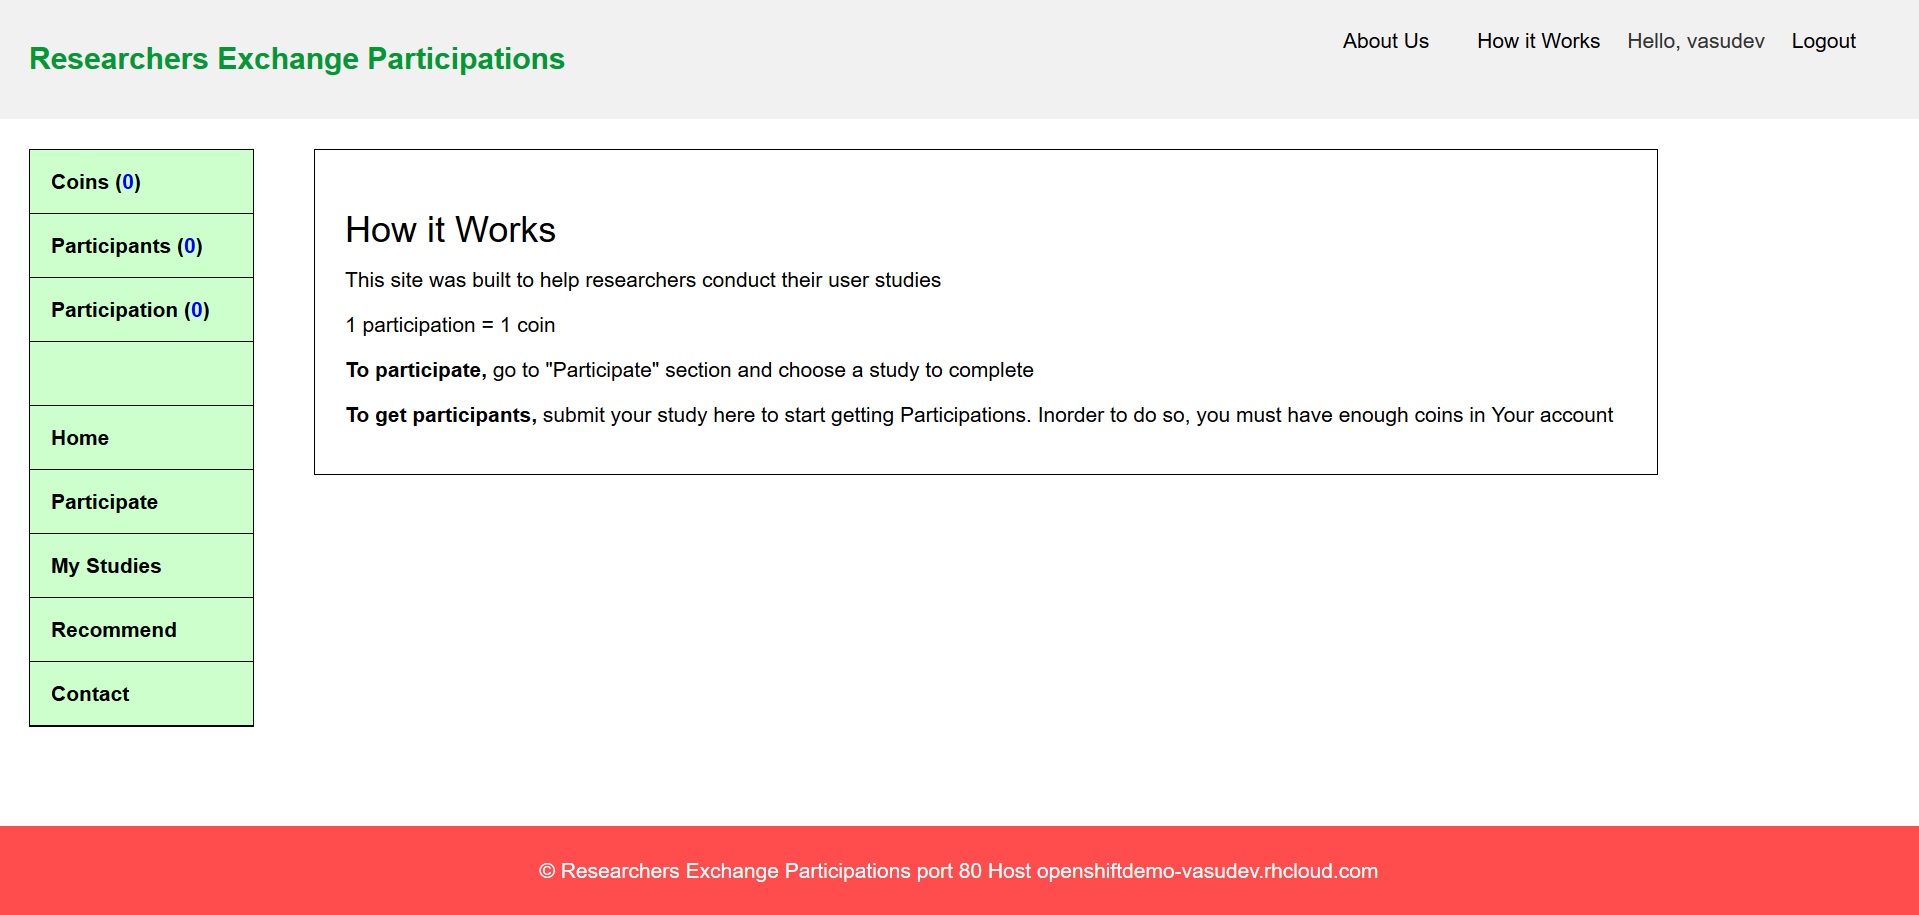 Researchers Exchange Participations
About Us How it Works Hello, vasudev Logout
Coins (0)
Participants (0)
Participation (0)
Home
Participate
My Studies
Recommend
Contact
How it Works
This site was built to help researchers conduct their user studies
1 participation = 1 coin
To participate, go to "Participate" section and choose a study to complete
To get participants, submit your study here to start getting Participations. Inorder to do so, you must have enough coins in Your account
© Researchers Exchange Participations port 80 Host openshiftdemo-vasudev.rhcloud.com